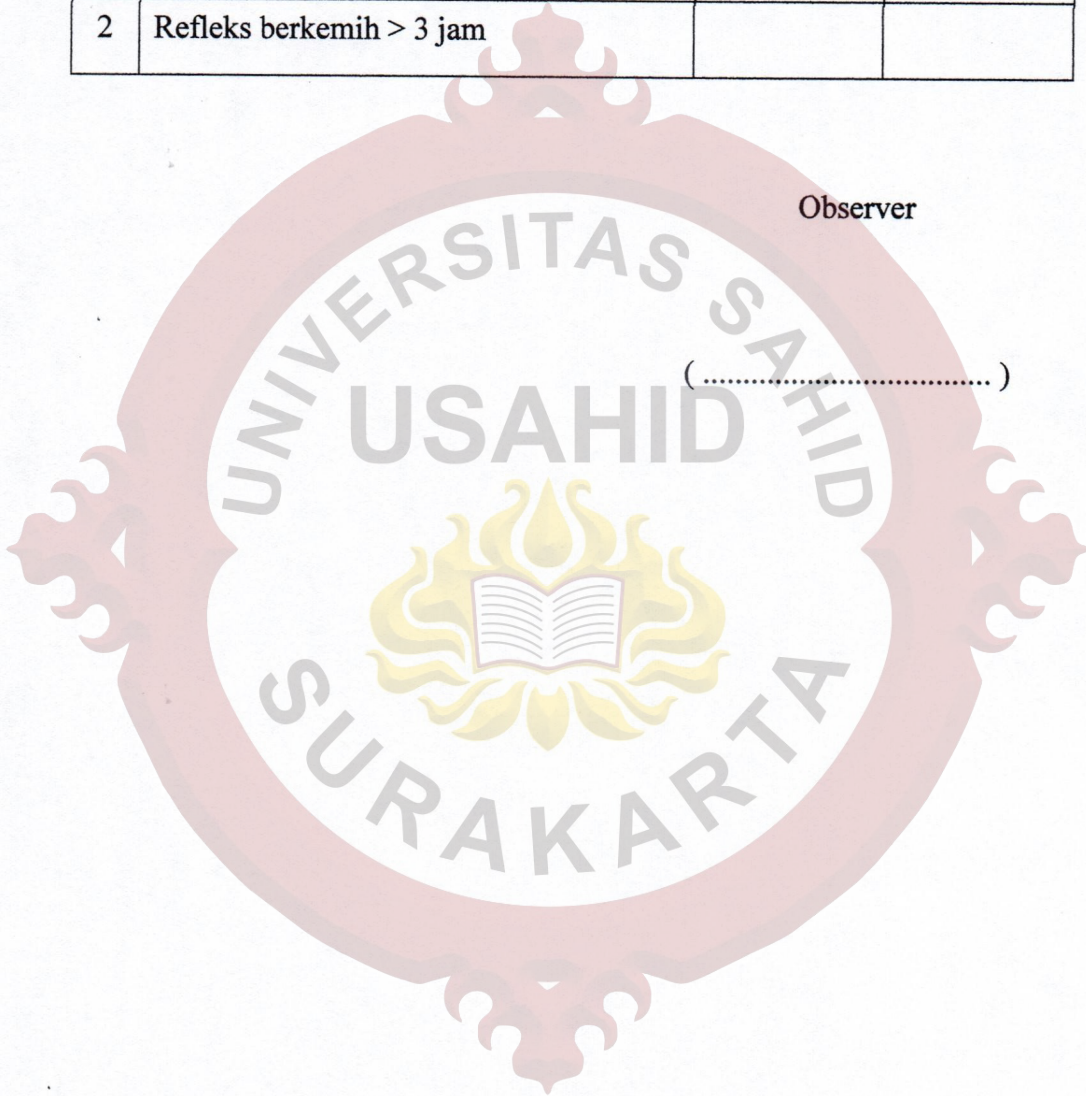 2 Refleks berkemih > 3 jam
Observer
( .................................... )
UNIVERSITAS SAHID
USAHID
SURAKARTA